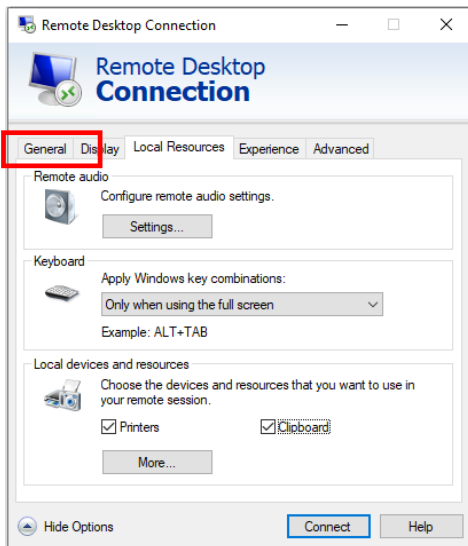 Remote Desktop Connection
Remote Desktop
Connection
General Display Local Resources Experience Advanced
Remote audio
Configure remote audio settings.
Settings...
Keyboard
Apply Windows key combinations:
Only when using the full screen
Example: ALT+TAB
Local devices and resources
Choose the devices and resources that you want to use in
your remote session.
Printers Clipboard
More...
Hide Options Connect Help